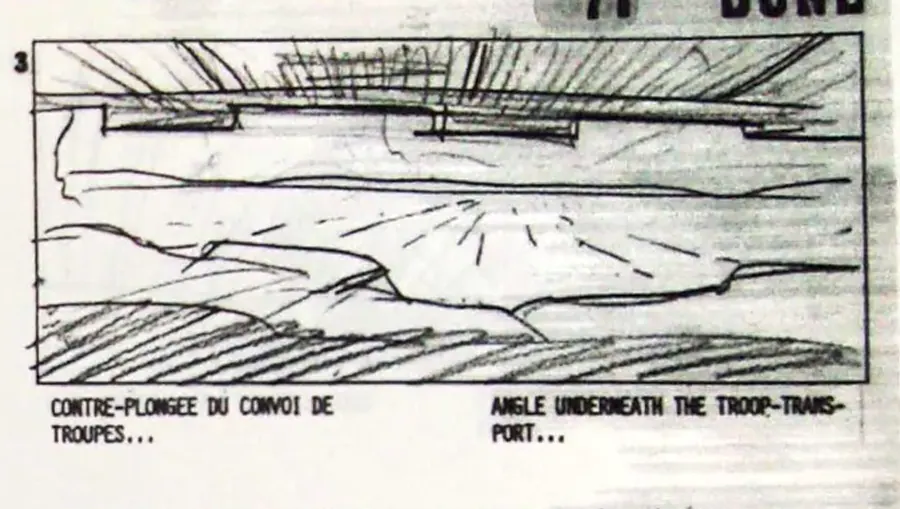 3
CONTRE-PLONGEE DU CONVOI DE
TROUPES...
ANGLE UNDERNEATH THE TROOP-TRANS-
PORT...